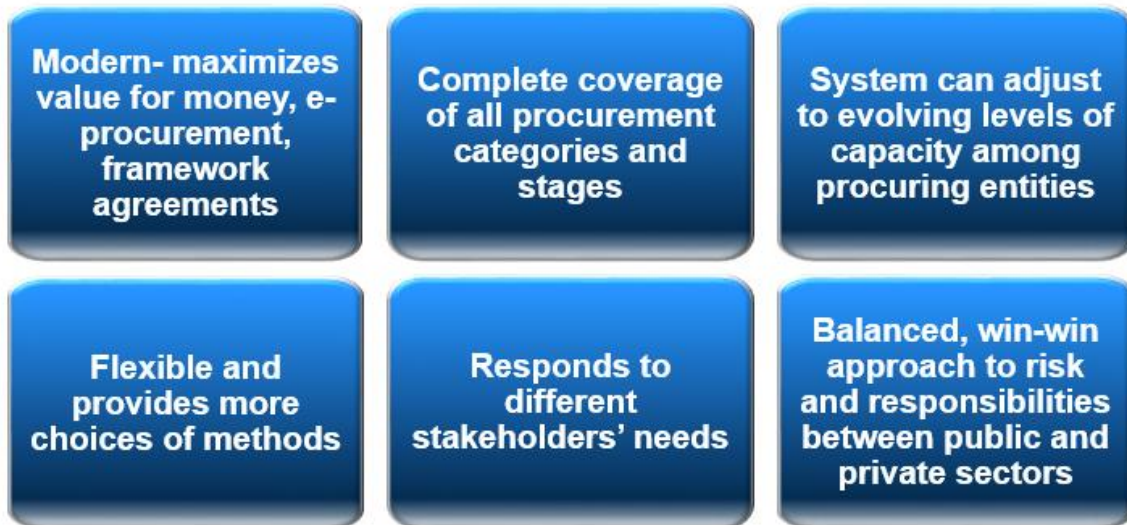 Modern- maximizes
value for money, e-
procurement,
framework
agreements
Complete coverage
of all procurement
categories and
stages
System can adjust
to evolving levels of
capacity among
procuring entities
Flexible and
provides more
choices of methods
Responds to
different
stakeholders’ needs
Balanced, win-win
approach to risk
and responsibilities
between public and
private sectors